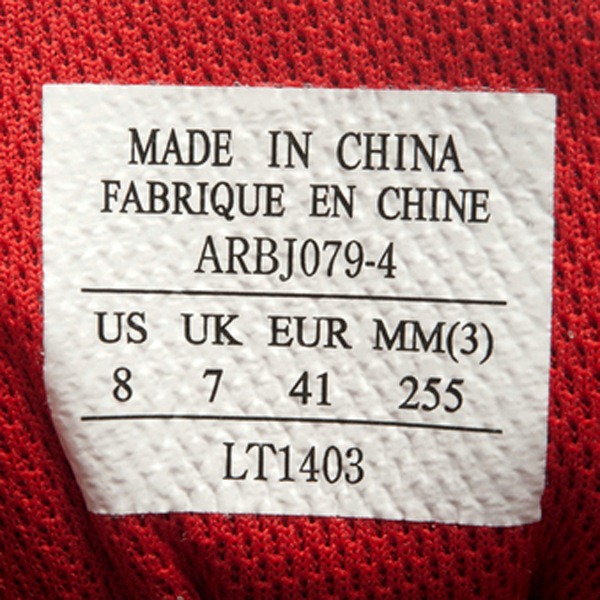 MADE IN CHINA
FABRIQUE EN CHINE
ARBJ079-4
US UK EUR MM(3)
8 7 41 255
LT1403